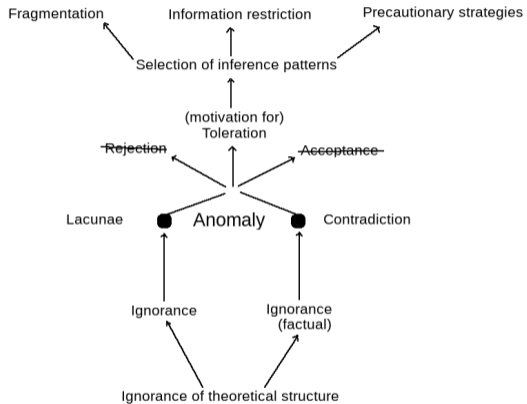 Fragmentation
Information restriction
Precautionary strategies
Selection of inference patterns
(motivation for)
Toleration
Rejection
Acceptance
Lacunae
Anomaly
Contradiction
Ignorance
Ignorance
(factual)
Ignorance of theoretical structure